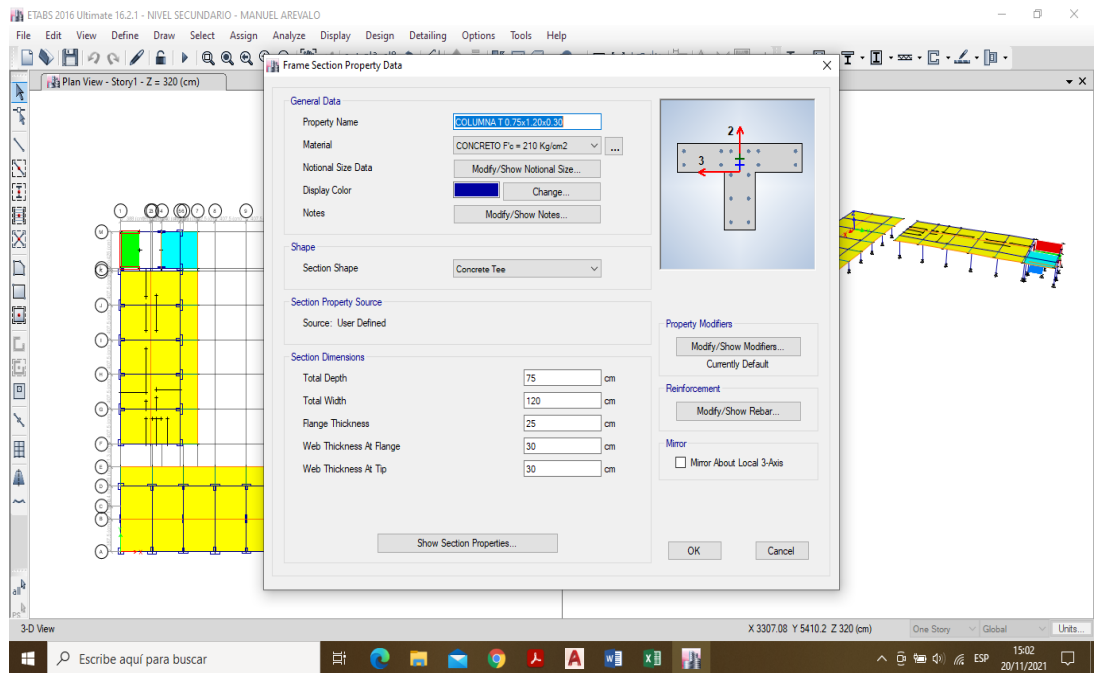 ETABS 2016 Ultimate 16.2.1 - NIVEL SECUNDARIO - MANUEL AREVALO
File Edit View Define Draw Select Assign Analyze Display Design Detailing Options Tools Help
Plan View - Story1 - Z = 320 (cm)
Frame Section Property Data
General Data
Property Name COLUMNA T 0.75x1.20x0.30
Material CONCRETO F'c = 210 Kg/cm2 ...
Notional Size Data Modify/Show Notional Size...
Display Color Change...
Notes Modify/Show Notes...
2
3
Shape
Section Shape Concrete Tee
Section Property Source
Source: User Defined
Section Dimensions
Total Depth 75 cm
Total Width 120 cm
Flange Thickness 25 cm
Web Thickness At Flange 30 cm
Web Thickness At Tip 30 cm
Show Section Properties...
Property Modifiers
Modify/Show Modifiers...
Currently Default
Reinforcement
Modify/Show Rebar...
Mirror
Mirror About Local 3-Axis
OK Cancel
3-D View X 3307.08 Y 5410.2 Z 320 (cm) One Story Global Units...
Escribe aquí para buscar
ESP
15:02
20/11/2021